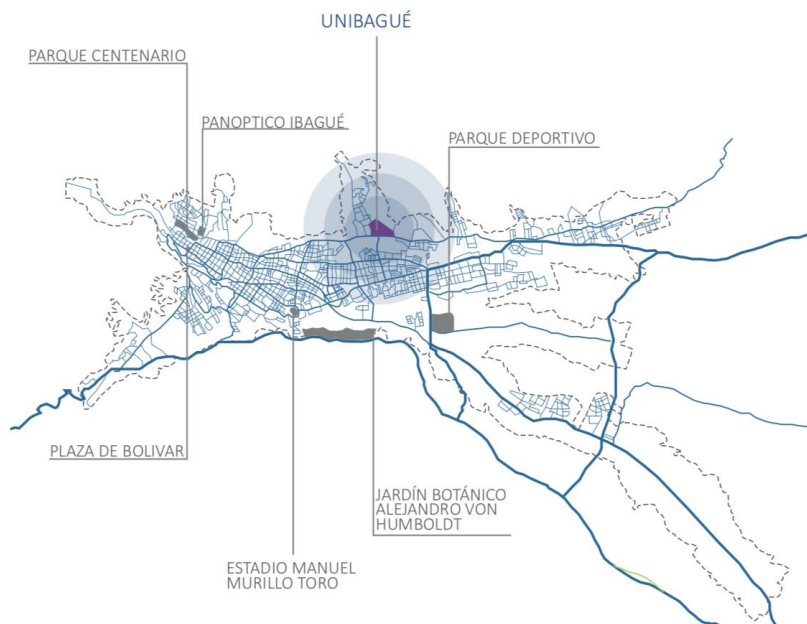 UNIBAGUÉ
PARQUE CENTENARIO
PANOPTICO IBAGUÉ
PARQUE DEPORTIVO
PLAZA DE BOLIVAR
JARDÍN BOTÁNICO
ALEJANDRO VON
HUMBOLDT
ESTADIO MANUEL
MURILLO TORO